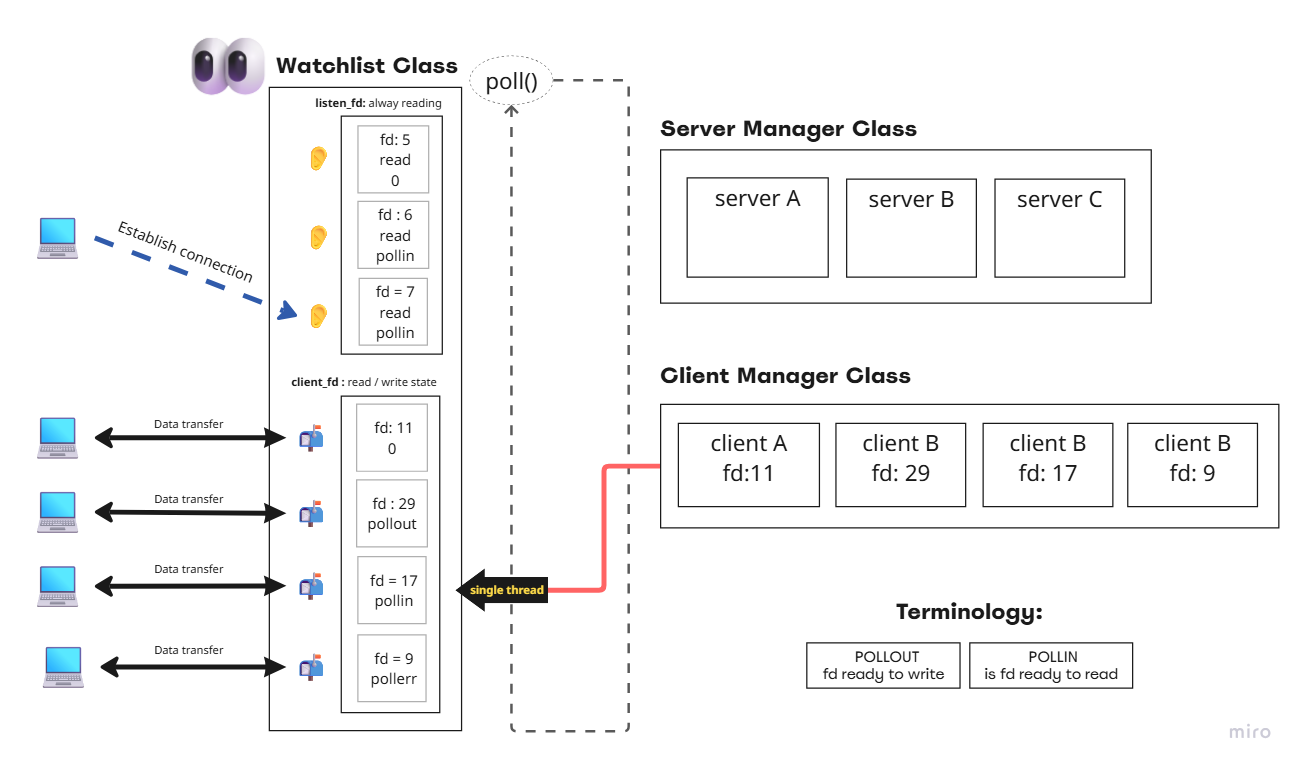 Watchlist Class
poll()
listen_fd: alway reading
fd: 5
read
0
fd : 6
read
pollin
fd = 7
read
pollin
Establish connection
client_fd : read / write state
Data transfer
fd: 11
0
Data transfer
fd : 29
pollout
Data transfer
fd = 17
pollin
Data transfer
fd = 9
pollerr
single thread
Server Manager Class
server A
server B
server C
Client Manager Class
client A
fd:11
client B
fd: 29
client B
fd: 17
client B
fd: 9
Terminology:
POLLOUT
fd ready to write
POLLIN
is fd ready to read
miro